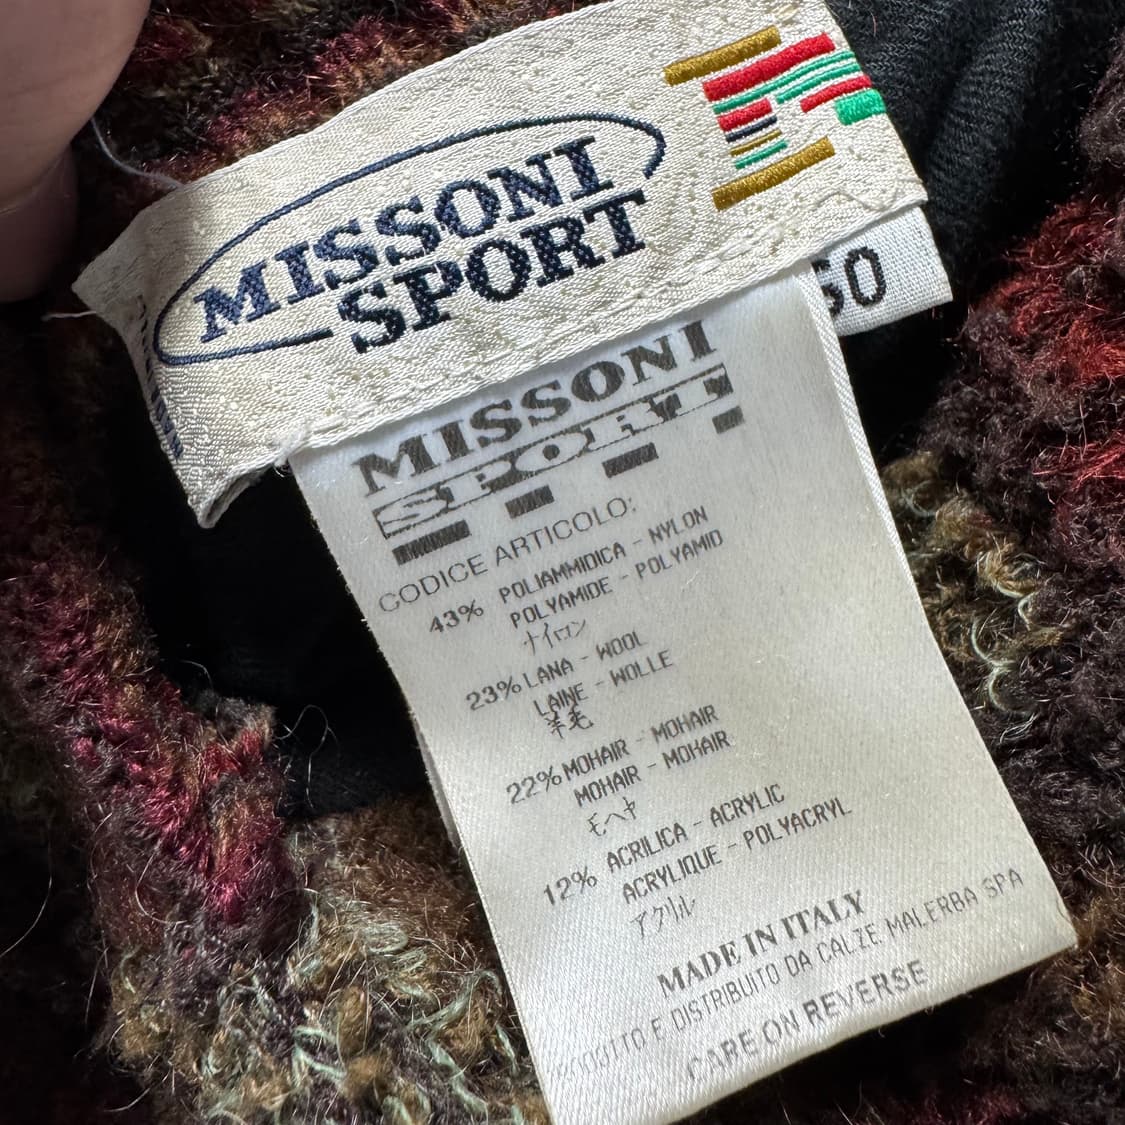 MISSONI
SPORT
50
MISSONI
SPORT
CODICE ARTICOLO:
43% POLIAMMIDICA - NYLON
POLYAMIDE - POLYAMID
ナイロン
23% LANA - WOOL
LAINE - WOLLE
羊毛
22% MOHAIR - MOHAIR
MOHAIR - MOHAIR
モヘヤ
12% ACRILICA - ACRYLIC
ACRYLIQUE - POLYACRYL
アクリル
MADE IN ITALY
E DISTRIBUITO DA CALZE MALERBA SPA
CARE ON REVERSE